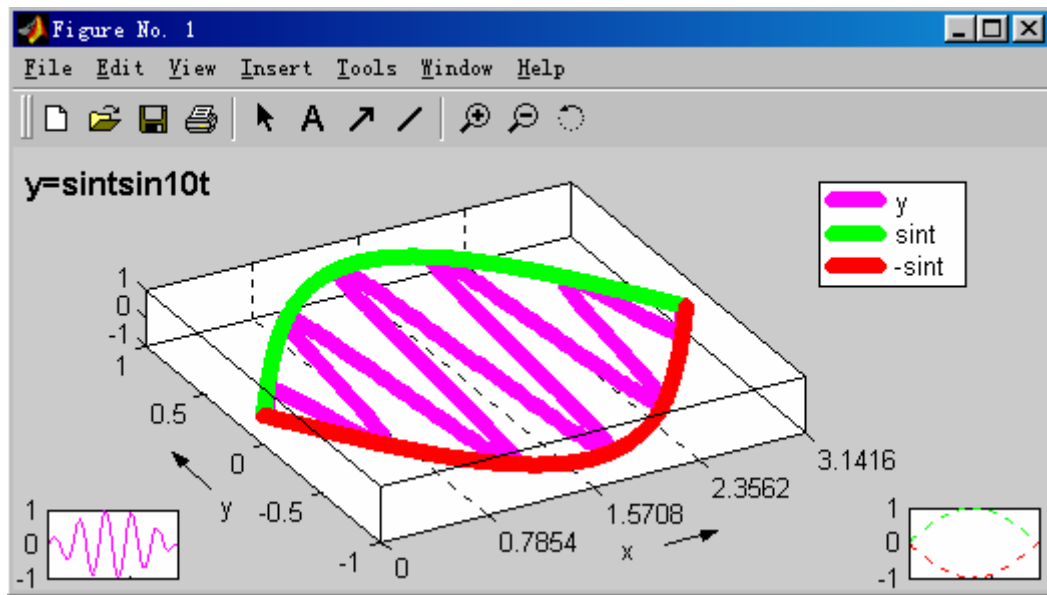 Figure No. 1
File Edit View Insert Tools Window Help
A
y=sintsin10t
y
sint
-sint
1
0
-1
1
0.5
0
-0.5
-1
y
0
0.7854
1.5708
2.3562
3.1416
x
1
0
-1
1
0
-1